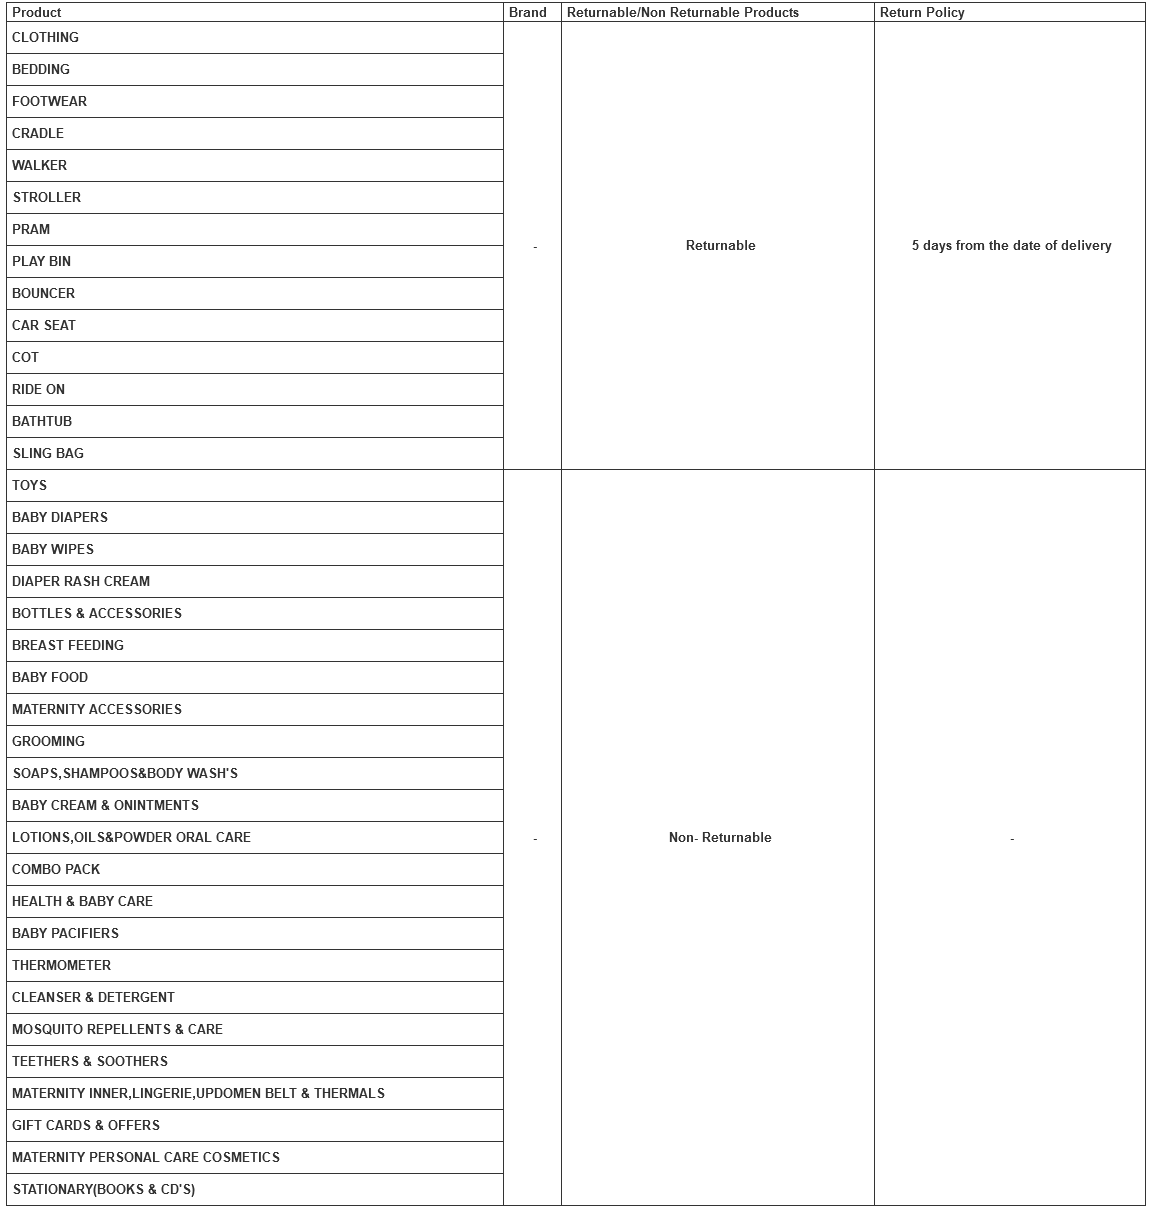 Product Brand Returnable/Non Returnable Products Return Policy
CLOTHING
BEDDING
FOOTWEAR
CRADLE
WALKER
STROLLER
PRAM
- Returnable 5 days from the date of delivery
PLAY BIN
BOUNCER
CAR SEAT
COT
RIDE ON
BATHTUB
SLING BAG
TOYS
BABY DIAPERS
BABY WIPES
DIAPER RASH CREAM
BOTTLES & ACCESSORIES
BREAST FEEDING
BABY FOOD
MATERNITY ACCESSORIES
GROOMING
SOAPS,SHAMPOOS&BODY WASH'S
BABY CREAM & ONINTMENTS
LOTIONS,OILS&POWDER ORAL CARE - Non- Returnable -
COMBO PACK
HEALTH & BABY CARE
BABY PACIFIERS
THERMOMETER
CLEANSER & DETERGENT
MOSQUITO REPELLENTS & CARE
TEETHERS & SOOTHERS
MATERNITY INNER,LINGERIE,UPDOMEN BELT & THERMALS
GIFT CARDS & OFFERS
MATERNITY PERSONAL CARE COSMETICS
STATIONARY(BOOKS & CD'S)